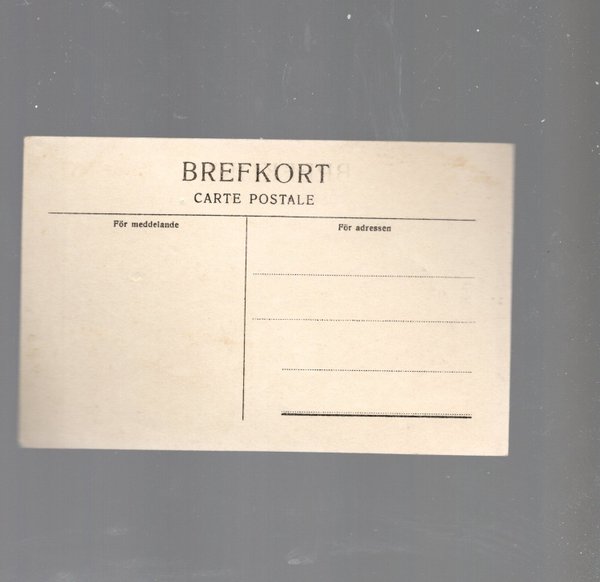 BREFKORT
CARTE POSTALE
För meddelande
För adressen